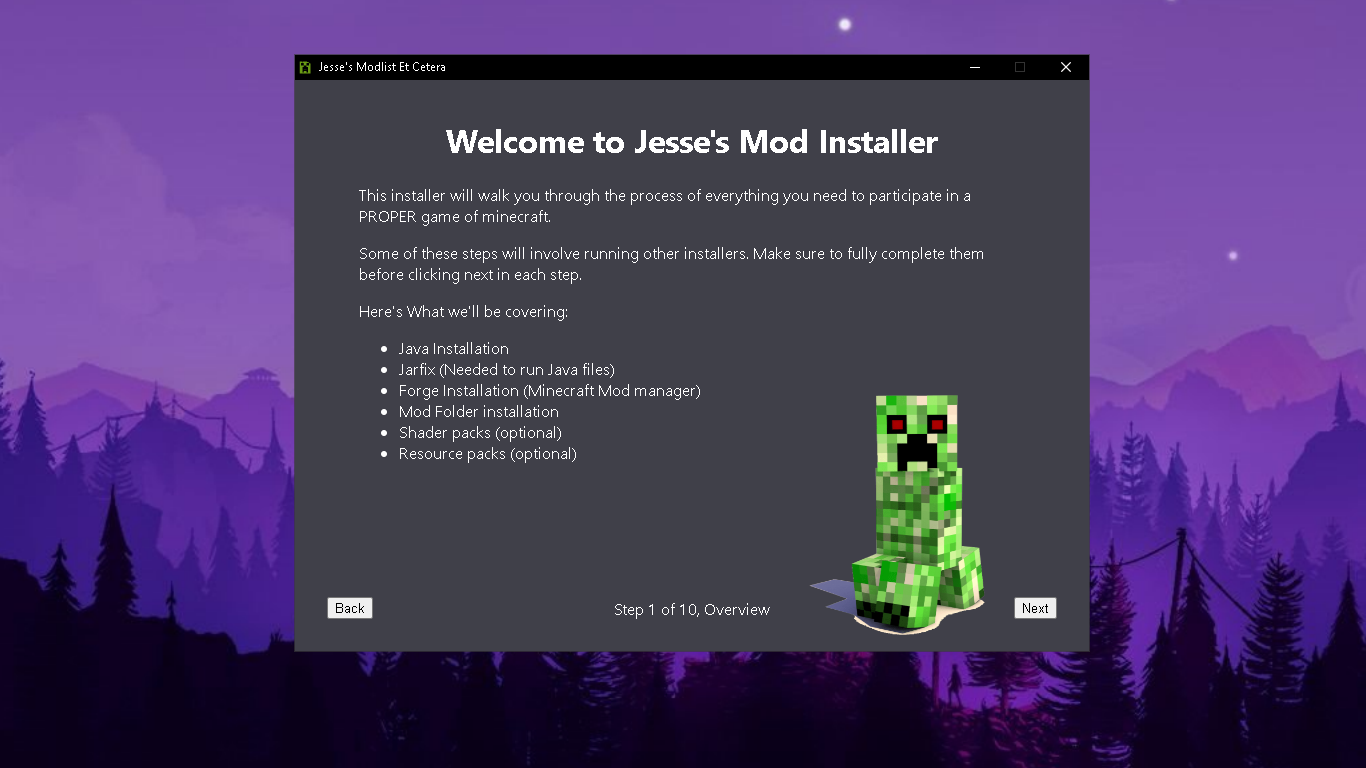 Jesse's Modlist Et Cetera
Welcome to Jesse's Mod Installer
This installer will walk you through the process of everything you need to participate in a
PROPER game of minecraft.
Some of these steps will involve running other installers. Make sure to fully complete them
before clicking next in each step.
Here's What we'll be covering:
Java Installation
Jarfix (Needed to run Java files)
Forge Installation (Minecraft Mod manager)
Mod Folder installation
Shader packs (optional)
Resource packs (optional)
Back
Step 1 of 10, Overview
Next